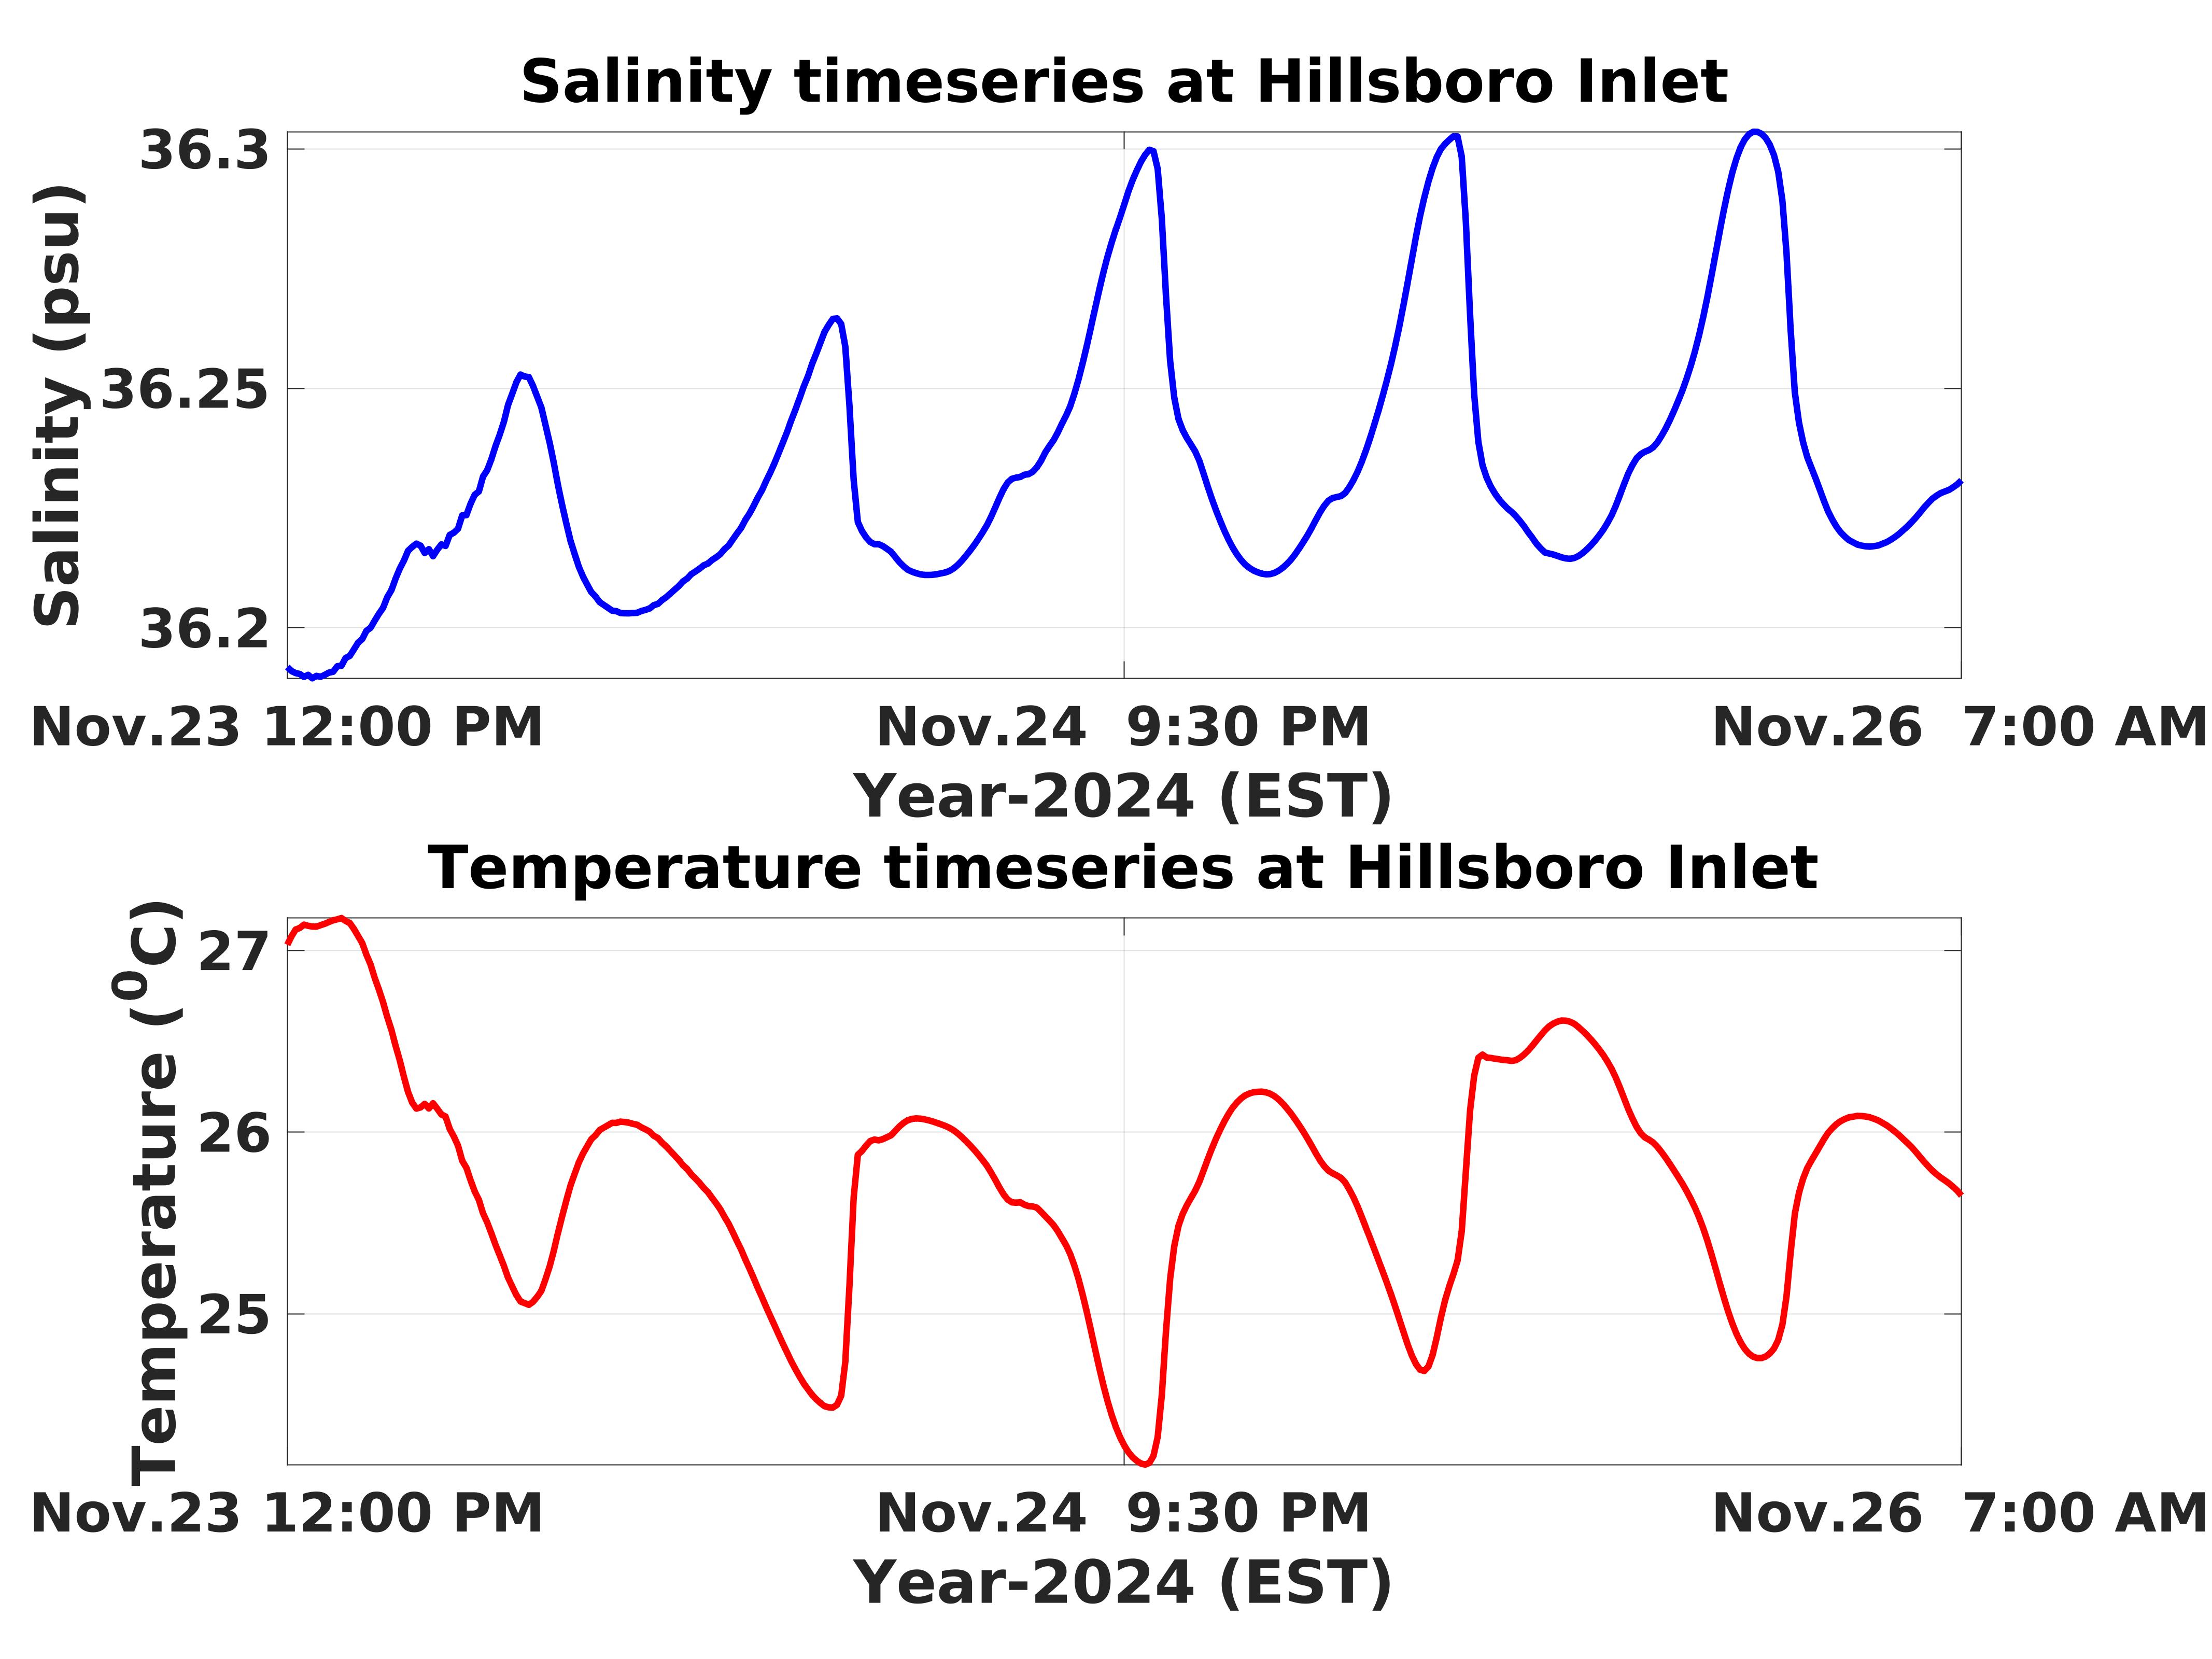 Salinity timeseries at Hillsboro Inlet
Salinity (psu)
36.3
36.25
36.2
Nov.23 12:00 PM Nov.24  9:30 PM Nov.26  7:00 AM
Year-2024 (EST)
Temperature timeseries at Hillsboro Inlet
Temperature (⁰C)
27
26
25
Nov.23 12:00 PM Nov.24  9:30 PM Nov.26  7:00 AM
Year-2024 (EST)